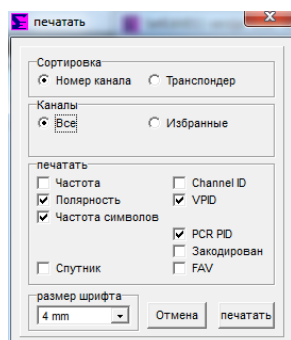 печатать
Сортировка
Номер канала Транспондер
Каналы
Все Избранные
печатать
Частота Channel ID
Полярность VPID
Частота символов
PCR PID
Закодирован
Спутник FAV
размер шрифта
4 mm Отмена печатать